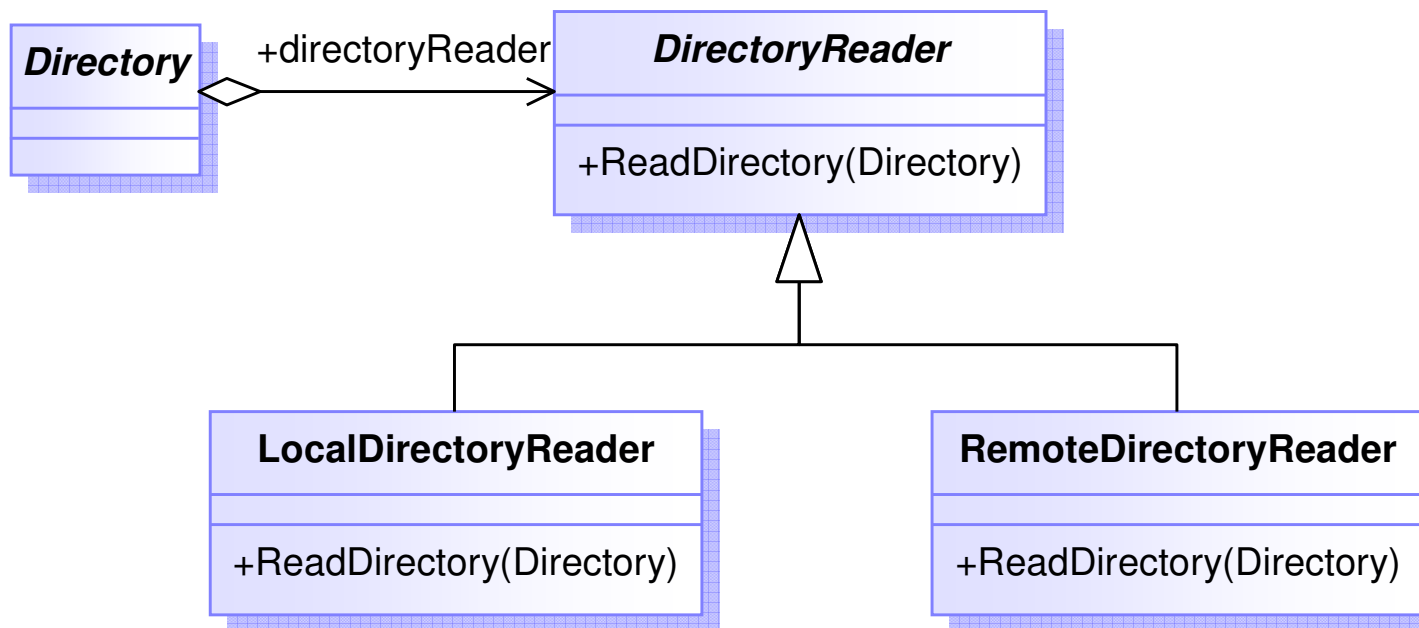 Directory
+directoryReader
DirectoryReader
+ReadDirectory(Directory)
LocalDirectoryReader
+ReadDirectory(Directory)
RemoteDirectoryReader
+ReadDirectory(Directory)